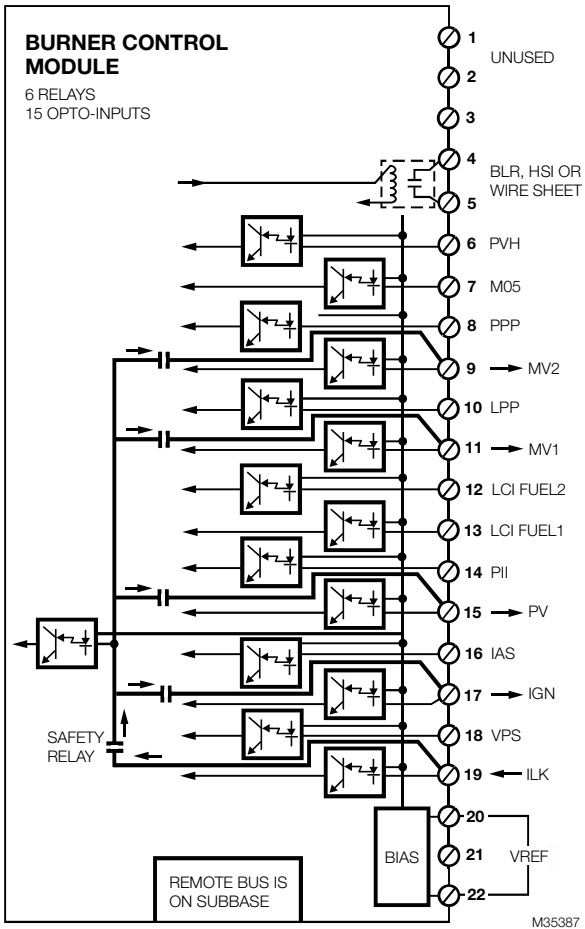 BURNER CONTROL
MODULE
6 RELAYS
15 OPTO-INPUTS
1
UNUSED
2
3
4
BLR, HSI OR
WIRE SHEET
5
6 PVH
7 M05
8 PPP
9 MV2
10 LPP
11 MV1
12 LCI FUEL2
13 LCI FUEL1
14 PII
15 PV
16 IAS
17 IGN
18 VPS
SAFETY
RELAY
19 ILK
20
BIAS
21 VREF
22
REMOTE BUS IS
ON SUBBASE
M35387